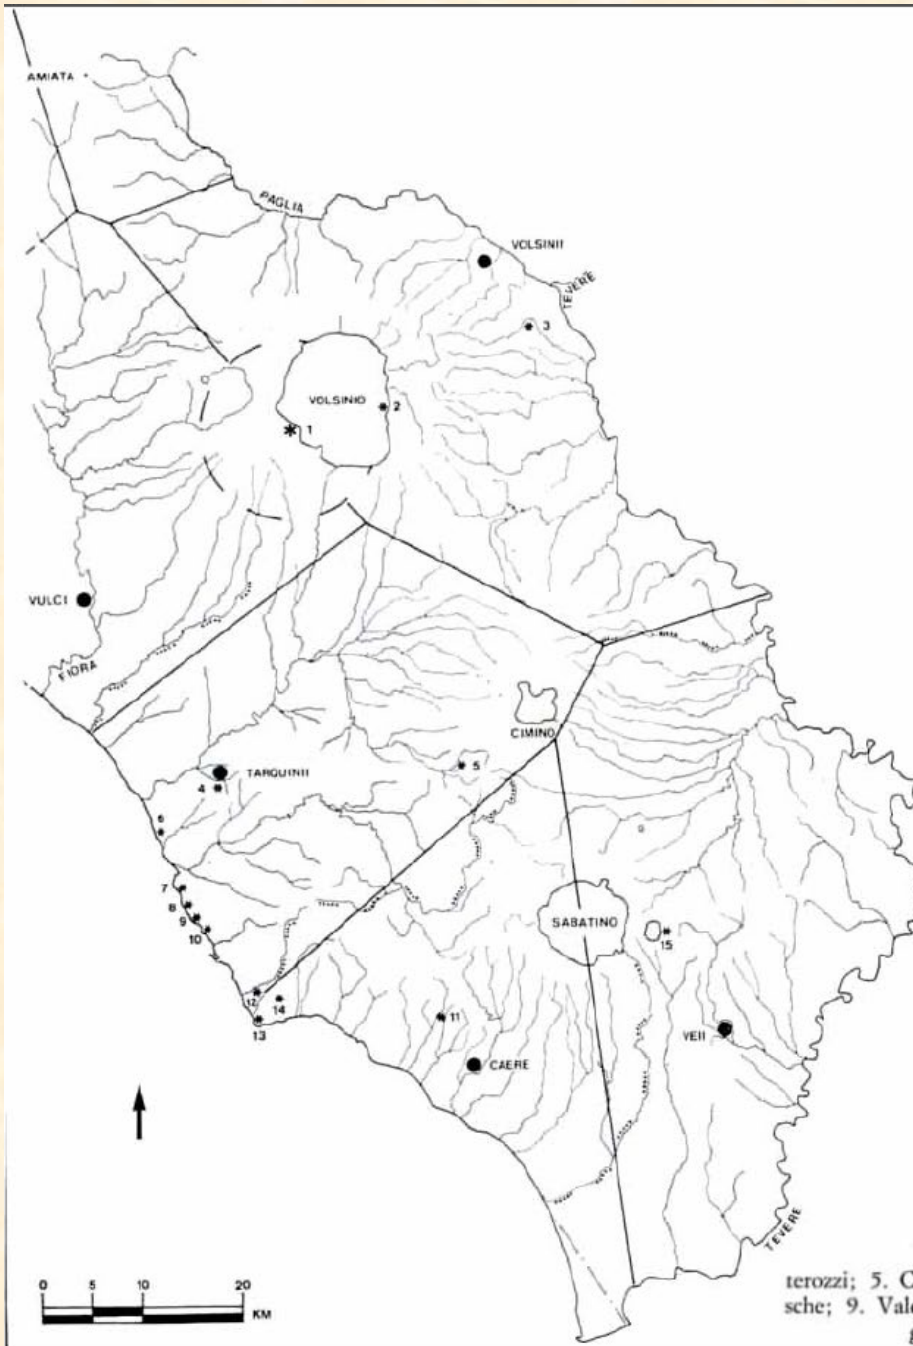 AMIATA
PAGLIA
VOLSINII
TEVERE
3
VOLSINIO
2
1
VULCI
FIORA
CIMINO
TARQUINII
4
5
6
7
8
9
10
SABATINO
15
12
14
13
11
VEII
CAERE
TEVERE
0 5 10 20
KM
terozzi; 5. C
sche; 9. Val
g